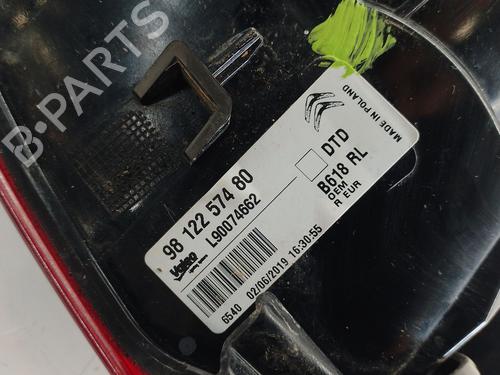 B-PARTS
MADE IN POLAND
DTD
B618 RL
OEM
R EUR
98 122 574 80
L90074662
Valeo
6540 02/06/2019 16:30:55